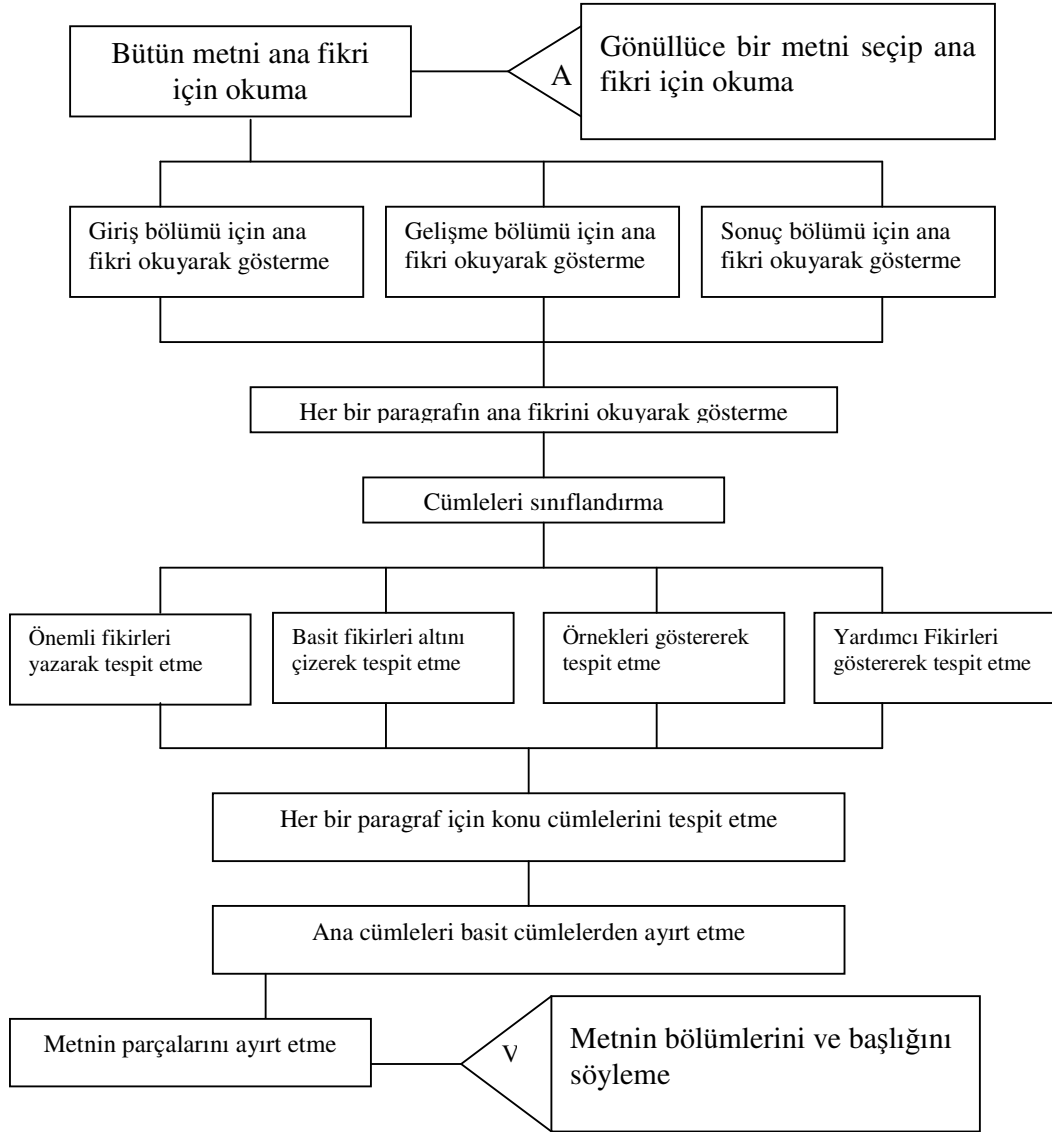 Bütün metni ana fikri
için okuma
A
Gönüllüce bir metni seçip ana
fikri için okuma
Giriş bölümü için ana
fikri okuyarak gösterme
Gelişme bölümü için ana
fikri okuyarak gösterme
Sonuç bölümü için ana
fikri okuyarak gösterme
Her bir paragrafın ana fikrini okuyarak gösterme
Cümleleri sınıflandırma
Önemli fikirleri
yazarak tespit etme
Basit fikirleri altını
çizerek tespit etme
Örnekleri göstererek
tespit etme
Yardımcı Fikirleri
göstererek tespit etme
Her bir paragraf için konu cümlelerini tespit etme
Ana cümleleri basit cümlelerden ayırt etme
Metnin parçalarını ayırt etme
V
Metnin bölümlerini ve başlığını
söyleme